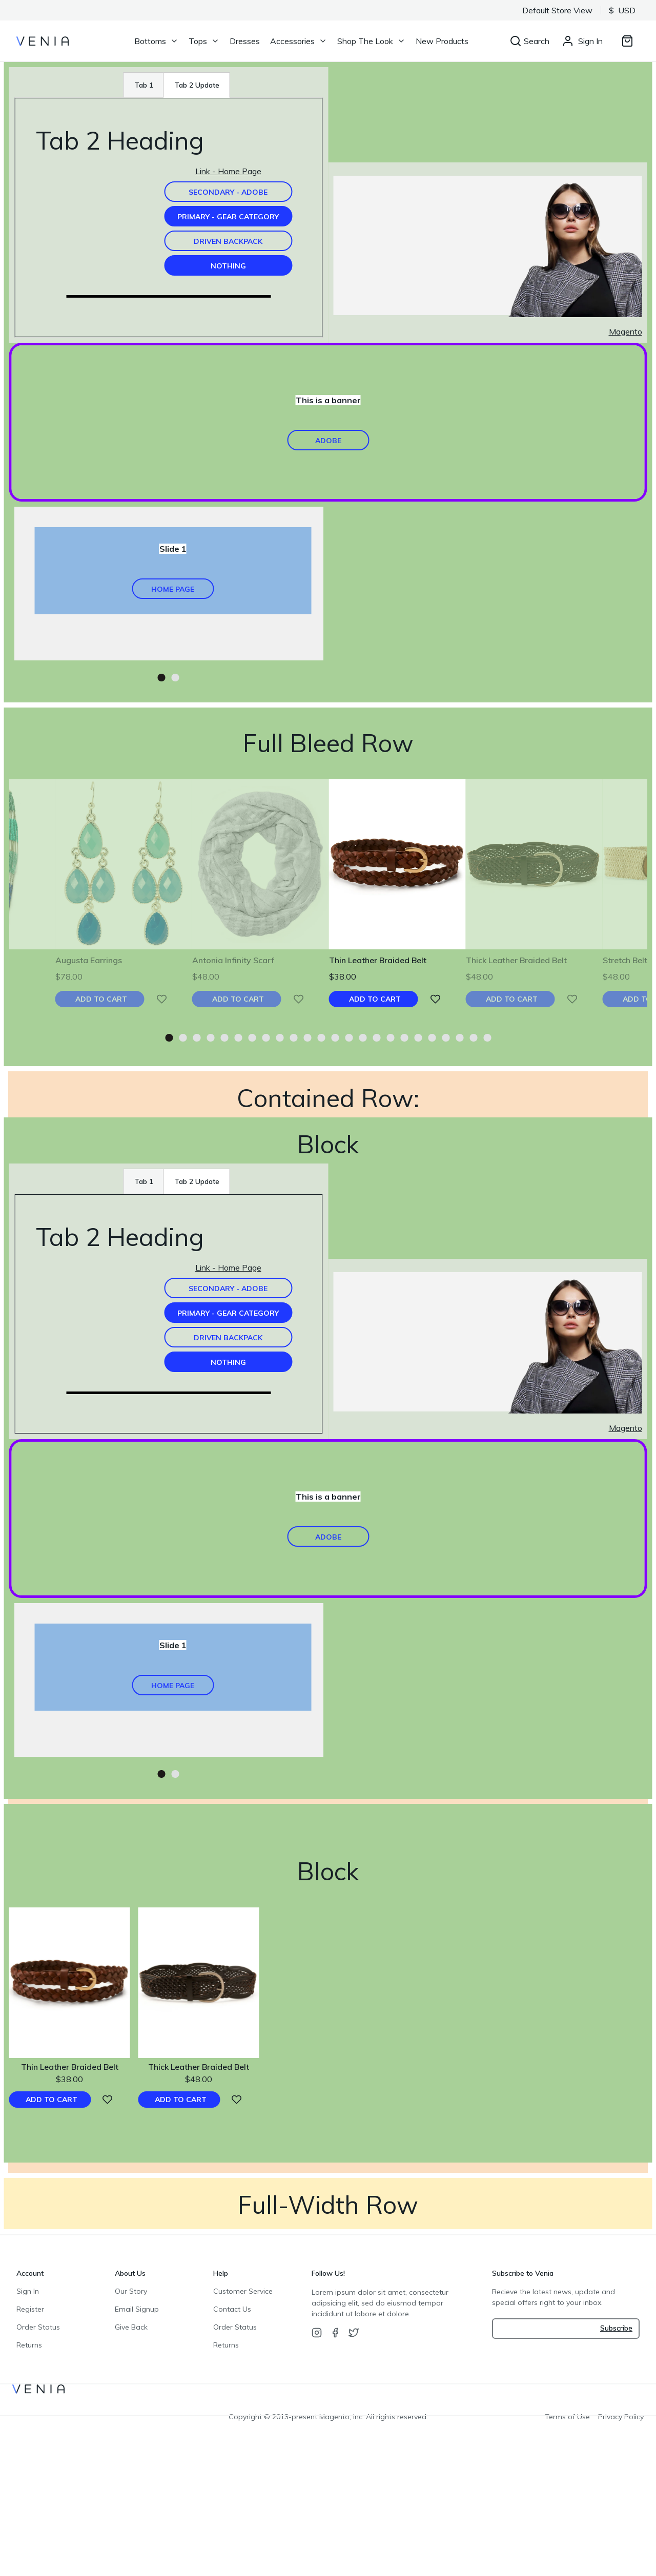 Default Store View $ USD
VENIA Bottoms Tops Dresses Accessories Shop The Look New Products Search Sign In
Tab 1 Tab 2 Update
Tab 2 Heading
Link - Home Page
SECONDARY - ADOBE
PRIMARY - GEAR CATEGORY
DRIVEN BACKPACK
NOTHING
Magento
This is a banner
ADOBE
Slide 1
HOME PAGE
Full Bleed Row
Augusta Earrings Antonia Infinity Scarf Thin Leather Braided Belt Thick Leather Braided Belt Stretch Belt
$78.00 $48.00 $38.00 $48.00 $48.00
ADD TO CART ADD TO CART ADD TO CART ADD TO CART ADD
Contained Row:
Block
Tab 1 Tab 2 Update
Tab 2 Heading
Link - Home Page
SECONDARY - ADOBE
PRIMARY - GEAR CATEGORY
DRIVEN BACKPACK
NOTHING
Magento
This is a banner
ADOBE
Slide 1
HOME PAGE
Block
Thin Leather Braided Belt Thick Leather Braided Belt
$38.00 $48.00
ADD TO CART ADD TO CART
Full-Width Row
Account About Us Help Follow Us! Subscribe to Venia
Sign In Our Story Customer Service Lorem ipsum dolor sit amet, consectetur Recieve the latest news, update and
adipsicing elit, sed do eiusmod tempor special offers right to your inbox.
Register Email Signup Contact Us incididunt ut labore et dolore.
Order Status Give Back Order Status Subscribe
Returns Returns
VENIA
Copyright © 2013-present Magento, Inc. All rights reserved. Terms of Use Privacy Policy